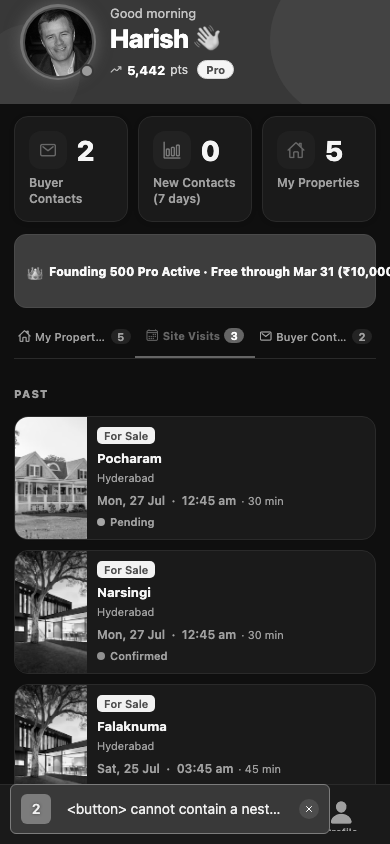 Good morning
Harish 👋
5,442 pts Pro
2
Buyer
Contacts
0
New Contacts
(7 days)
5
My Properties
Founding 500 Pro Active · Free through Mar 31 (₹10,000
My Propert... 5
Site Visits 3
Buyer Cont... 2
PAST
For Sale
Pocharam
Hyderabad
Mon, 27 Jul · 12:45 am · 30 min
Pending
For Sale
Narsingi
Hyderabad
Mon, 27 Jul · 12:45 am · 30 min
Confirmed
For Sale
Falaknuma
Hyderabad
Sat, 25 Jul · 03:45 am · 45 min
2 <button> cannot contain a nest...